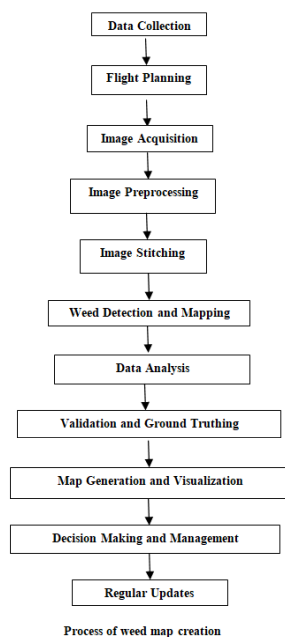 Data Collection
Flight Planning
Image Acquisition
Image Preprocessing
Image Stitching
Weed Detection and Mapping
Data Analysis
Validation and Ground Truthing
Map Generation and Visualization
Decision Making and Management
Regular Updates
Process of weed map creation